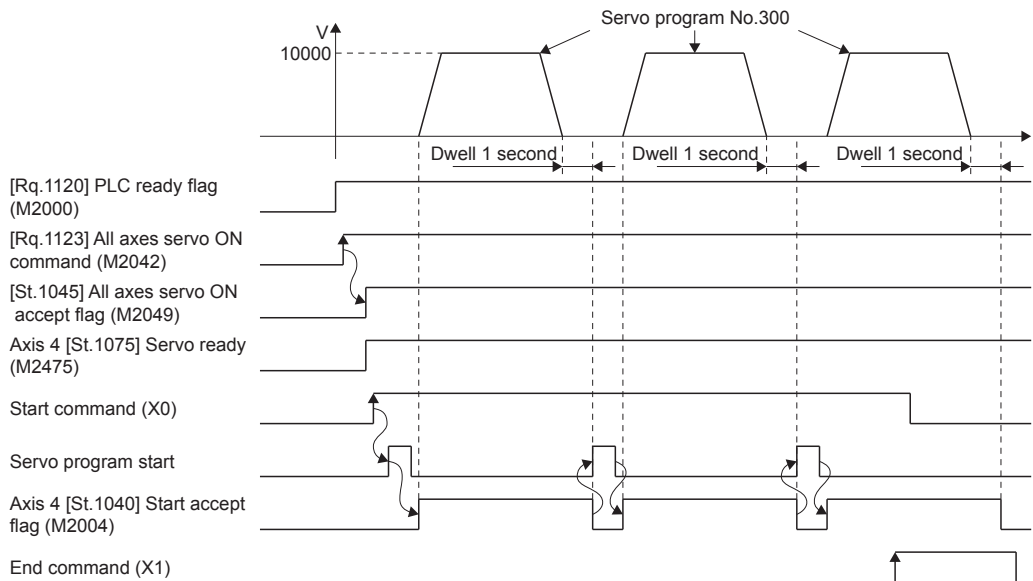 Servo program No.300
V
10000
Dwell 1 second Dwell 1 second Dwell 1 second
[Rq.1120] PLC ready flag
(M2000)
[Rq.1123] All axes servo ON
command (M2042)
[St.1045] All axes servo ON
accept flag (M2049)
Axis 4 [St.1075] Servo ready
(M2475)
Start command (X0)
Servo program start
Axis 4 [St.1040] Start accept
flag (M2004)
End command (X1)